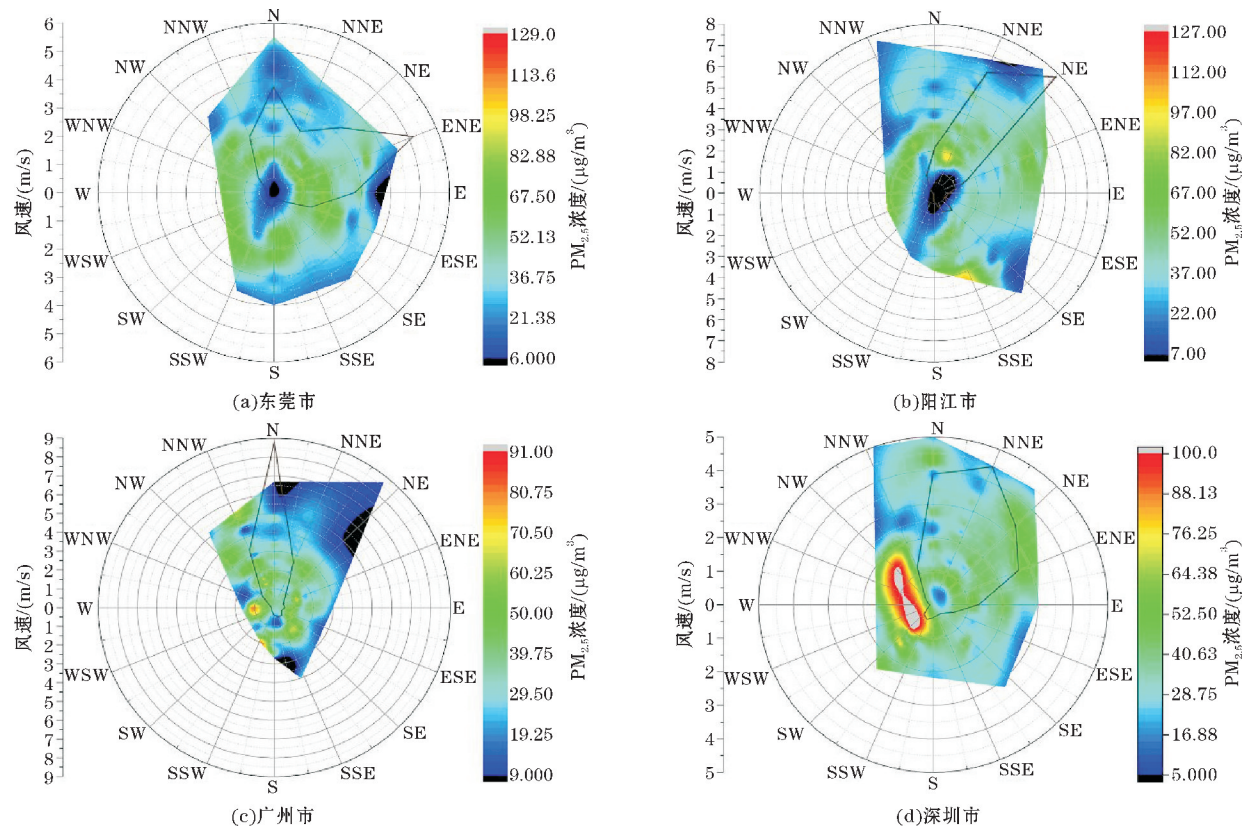 N
NNE
NE
ENE
E
ESE
SE
SSE
S
SSW
SW
WSW
W
WNW
NW
NNW
6
5
4
3
2
1
0
1
2
3
4
5
6
风速/(m/s)
129.0
113.6
98.25
82.88
67.50
52.13
36.75
21.38
6.000
PM2.5浓度/(μg/m³)
(a)东莞市
N
NE
ENE
E
ESE
SE
SSE
S
SSW
SW
WSW
W
WNW
NW
NNW
NNE
8
7
6
5
4
3
2
1
0
1
2
3
4
5
6
7
8
风速/(m/s)
127.00
112.00
97.00
82.00
67.00
52.00
37.00
22.00
7.00
PM2.5浓度/(μg/m³)
(b)阳江市
N
NNE
NE
ENE
E
ESE
SE
SSE
S
SSW
SW
WSW
W
WNW
NW
NNW
9
8
7
6
5
4
3
2
1
0
1
2
3
4
5
6
7
8
9
风速/(m/s)
91.00
80.75
70.50
60.25
50.00
39.75
29.50
19.25
9.000
PM2.5浓度/(μg/m³)
(c)广州市
N
NNE
NE
ENE
E
ESE
SE
SSE
S
SSW
SW
WSW
W
WNW
NW
NNW
5
4
3
2
1
0
1
2
3
4
5
风速/(m/s)
100.0
88.13
76.25
64.38
52.50
40.63
28.75
16.88
5.000
PM2.5浓度/(μg/m³)
(d)深圳市